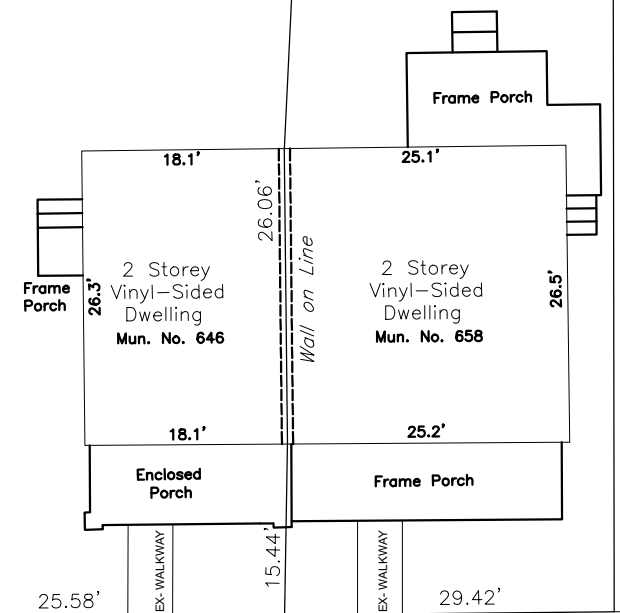 Frame Porch
18.1'
25.1'
26.06'
Wall on Line
2 Storey
Vinyl-Sided
Dwelling
Mun. No. 646
2 Storey
Vinyl-Sided
Dwelling
Mun. No. 658
Frame
Porch
26.3'
26.5'
18.1'
25.2'
Enclosed
Porch
Frame Porch
EX- WALKWAY
15.44'
EX- WALKWAY
25.58'
29.42'